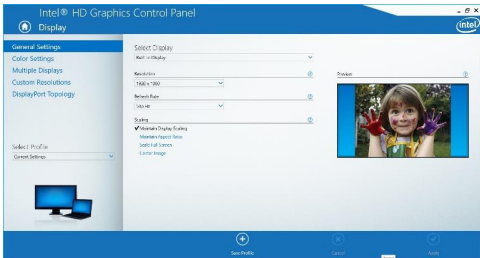 Intel® HD Graphics Control Panel
Display
intel
General Settings
Color Settings
Multiple Displays
Custom Resolutions
DisplayPort Topology
Select Profile
Current Settings
Select Display
Built-in Display
Resolution
1920 x 1080
Refresh Rate
Scaling
Maintain Display Scaling
Maintain Aspect Ratio
Scale Full Screen
Center Image
Preview
Save Profile
Cancel
Apply